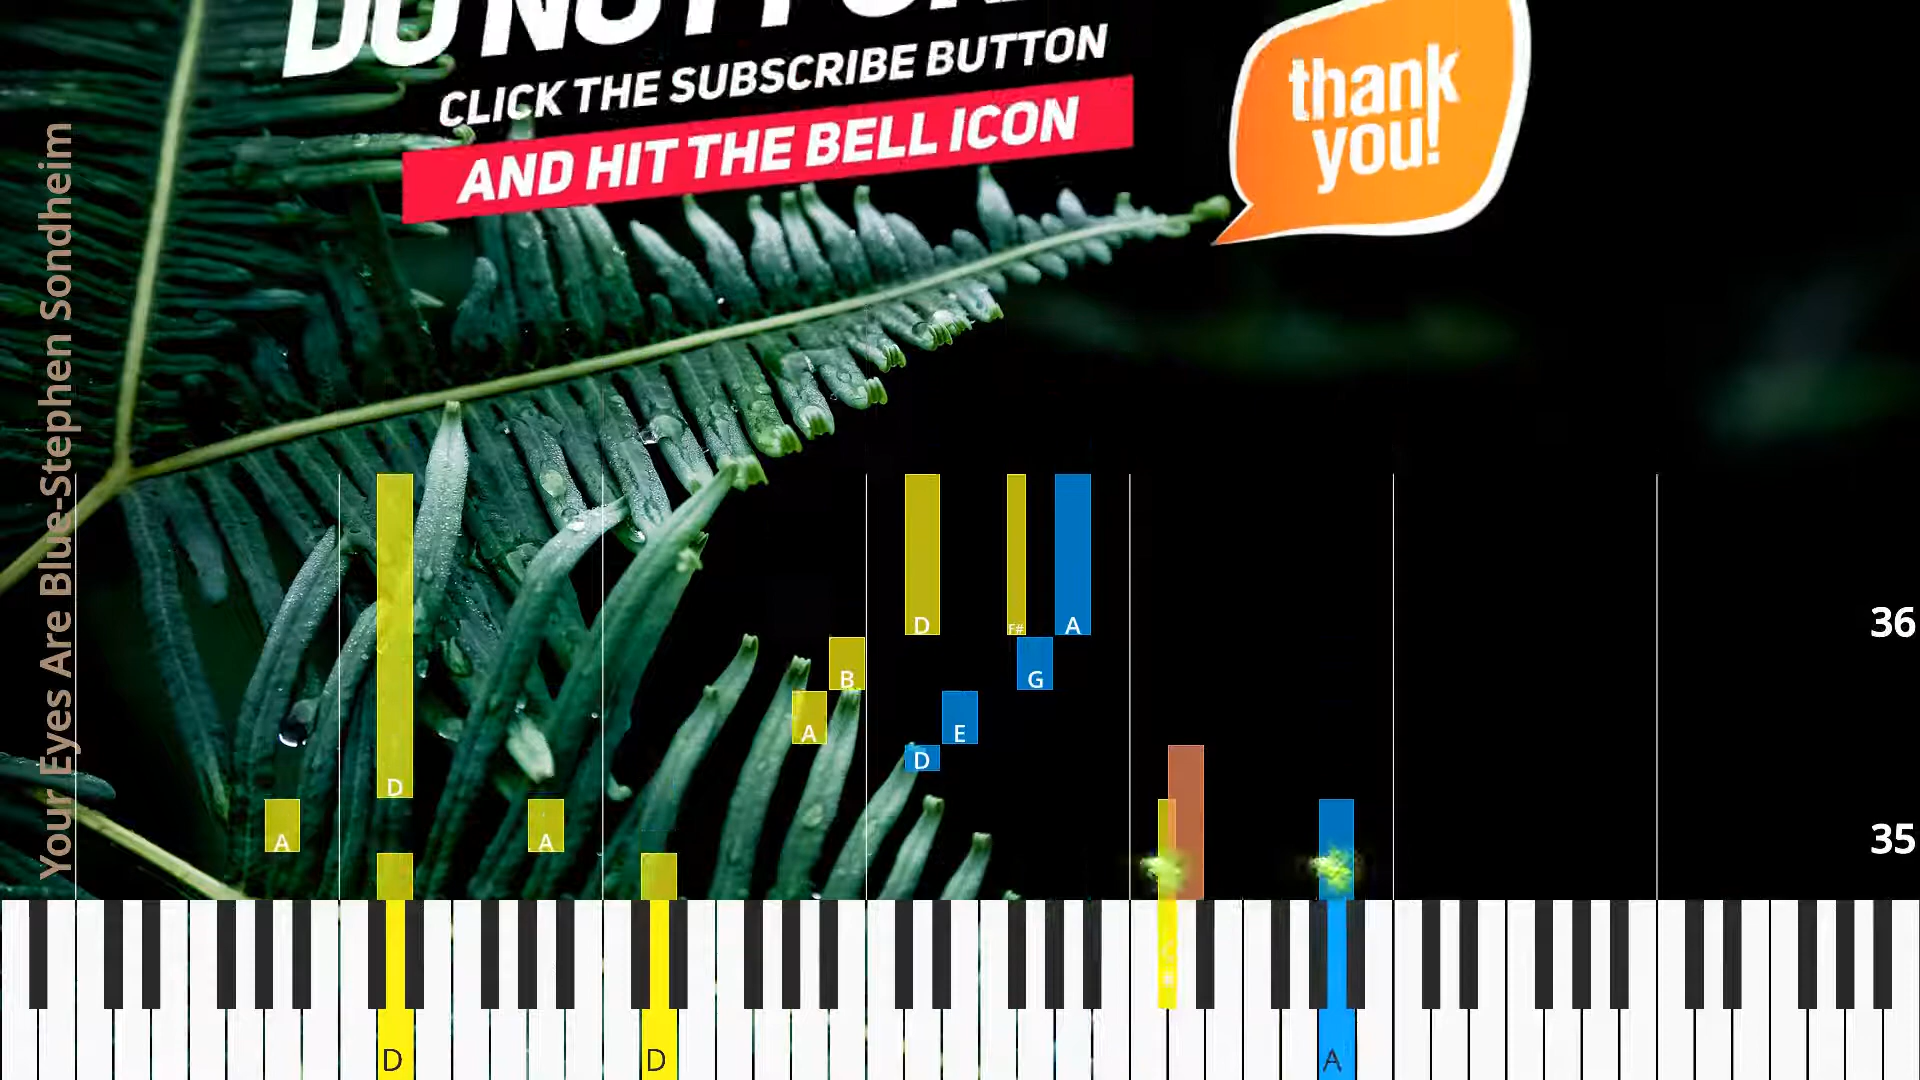 CLICK THE SUBSCRIBE BUTTON
AND HIT THE BELL ICON
thank
you!
Your Eyes Are Blue-Stephen Sondheim
D
F#
A
36
B
G
A
E
D
D
A
A
35
D
D
A